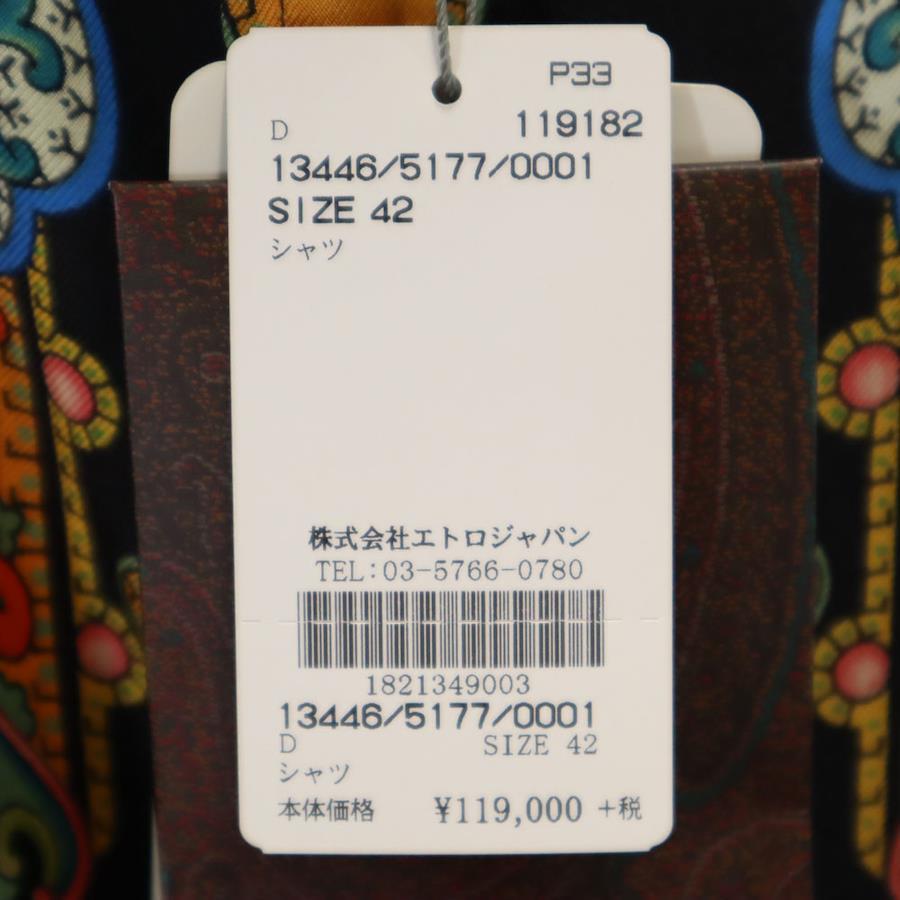 P33
D 119182
13446/5177/0001
SIZE 42
シャツ
株式会社エトロジャパン
TEL:03-5766-0780
1821349003
13446/5177/0001
D SIZE 42
シャツ
本体価格 ¥119,000 +税